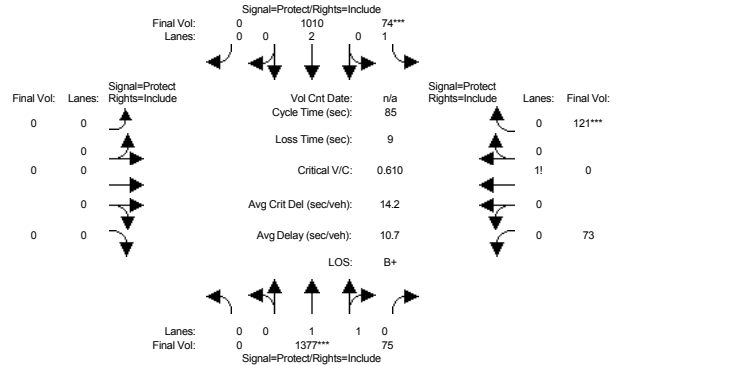 Signal=Protect/Rights=Include
Final Vol: 0 1010 74***
Lanes: 0 0 2 0 1
Signal=Protect Signal=Protect
Final Vol: Lanes: Rights=Include Vol Cnt Date: n/a Rights=Include Lanes: Final Vol:
Cycle Time (sec): 85
0 0 0 121***
Loss Time (sec): 9
0 0
0 0 Critical V/C: 0.610 1! 0
0 Avg Crit Del (sec/veh): 14.2 0
0 0 Avg Delay (sec/veh): 10.7 0 73
LOS: B+
Lanes: 0 0 1 1 0
Final Vol: 0 1377*** 75
Signal=Protect/Rights=Include